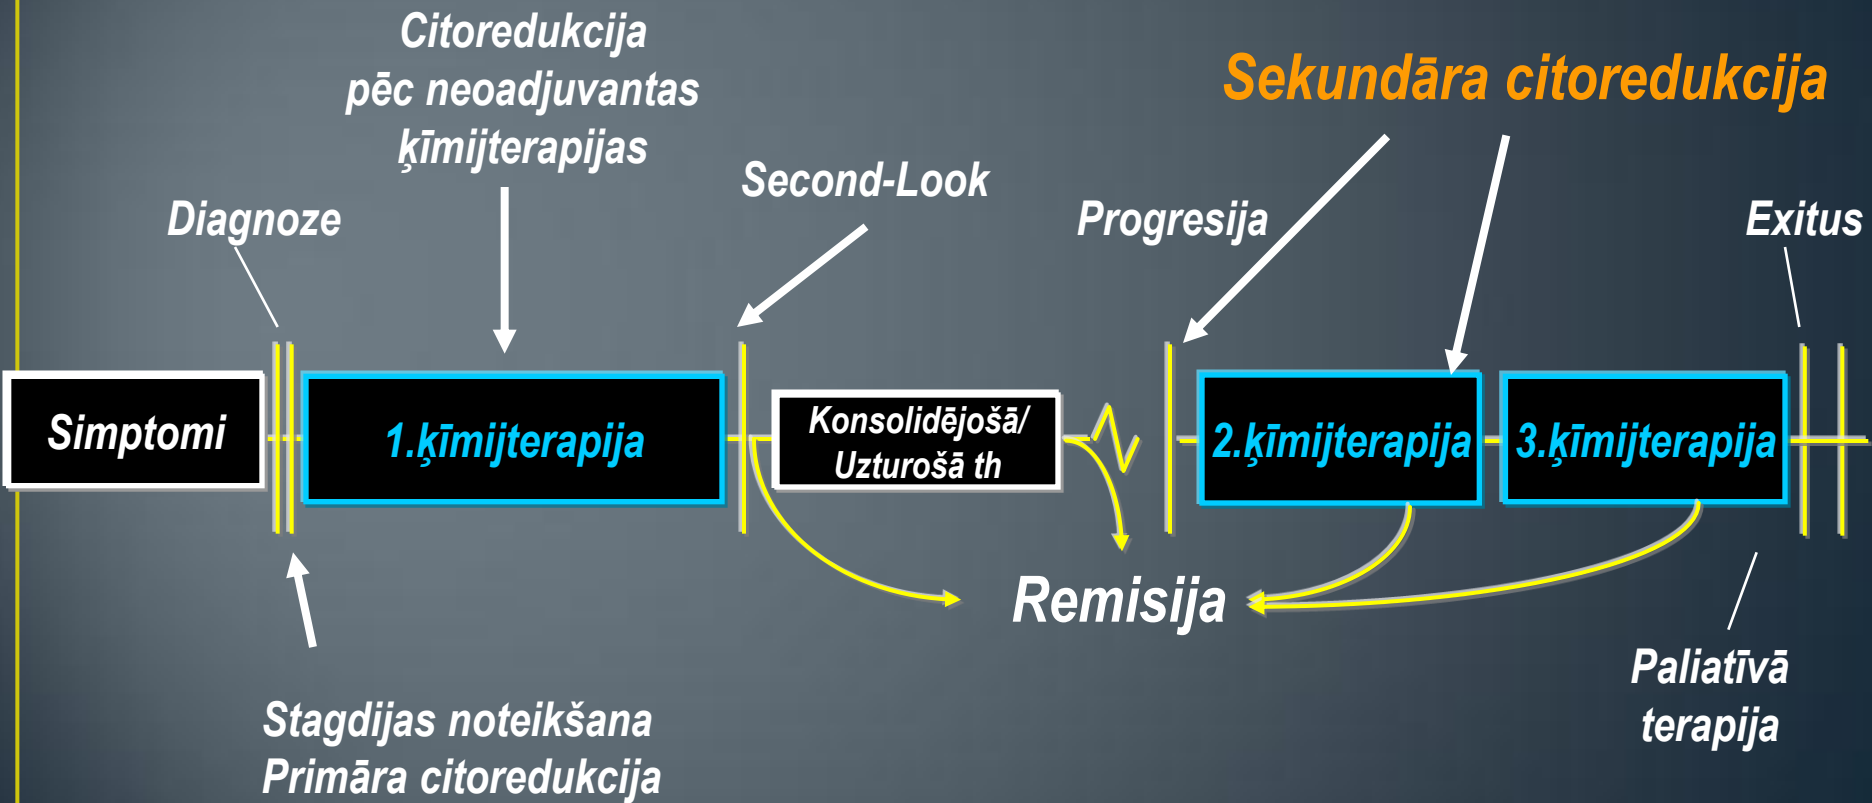 Citoredukcija
pēc neoadjuvantas
ķīmijterapijas
Sekundāra citoredukcija
Second-Look
Diagnoze
Progresija
Exitus
Simptomi
1.ķīmijterapija
Konsolidējošā/
Uzturošā th
2.ķīmijterapija
3.ķīmijterapija
Remisija
Paliatīvā
terapija
Stagdijas noteikšana
Primāra citoredukcija